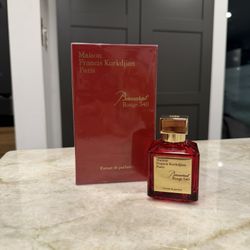 Maison
Francis Kurkdjian
Paris
Baccarat
Rouge 540
Extrait de parfum
Maison
Francis Kurkdjian
Paris
Baccarat
Rouge 540